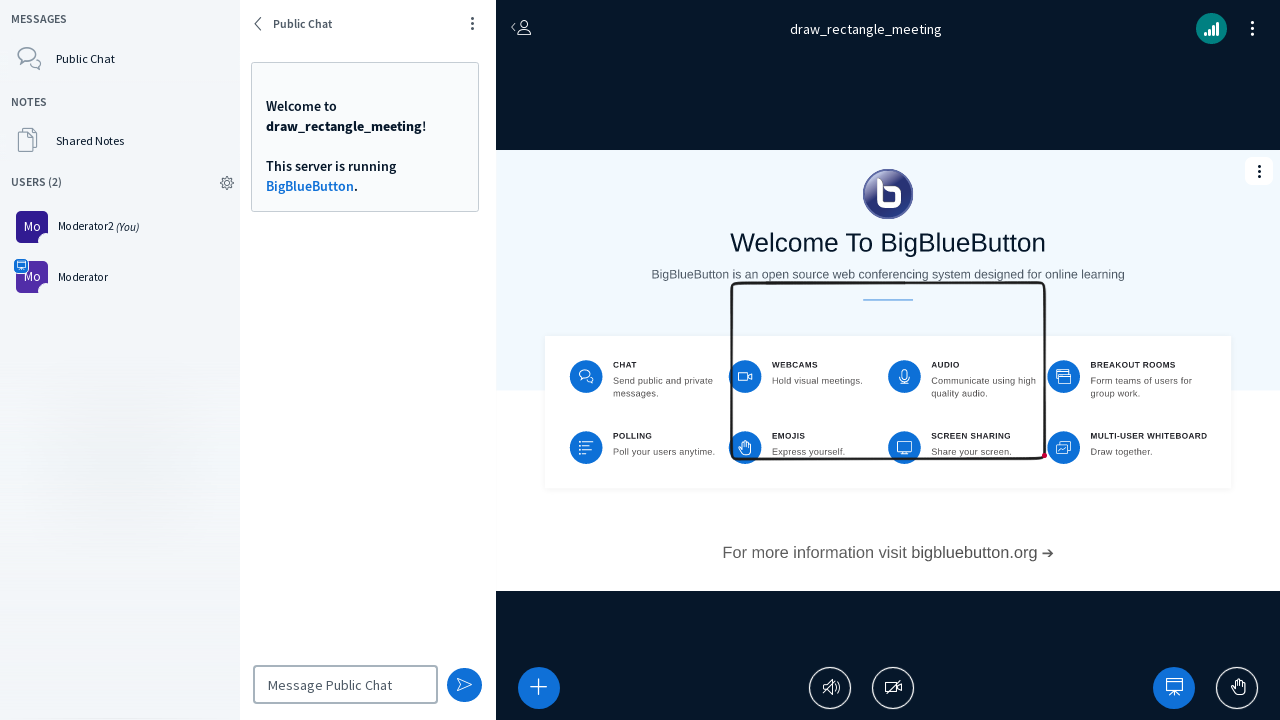 MESSAGES
Public Chat
NOTES
Shared Notes
USERS (2)
Mo
Moderator2 (You)
Mo
Moderator
Public Chat
Welcome to
draw_rectangle_meeting!
This server is running
BigBlueButton.
Message Public Chat
draw_rectangle_meeting
b
Welcome To BigBlueButton
BigBlueButton is an open source web conferencing system designed for online learning
CHAT
Send public and private
messages.
WEBCAMS
Hold visual meetings.
AUDIO
Communicate using high
quality audio.
BREAKOUT ROOMS
Form teams of users for
group work.
POLLING
Poll your users anytime.
EMOJIS
Express yourself.
SCREEN SHARING
Share your screen.
MULTI-USER WHITEBOARD
Draw together.
For more information visit bigbluebutton.org →